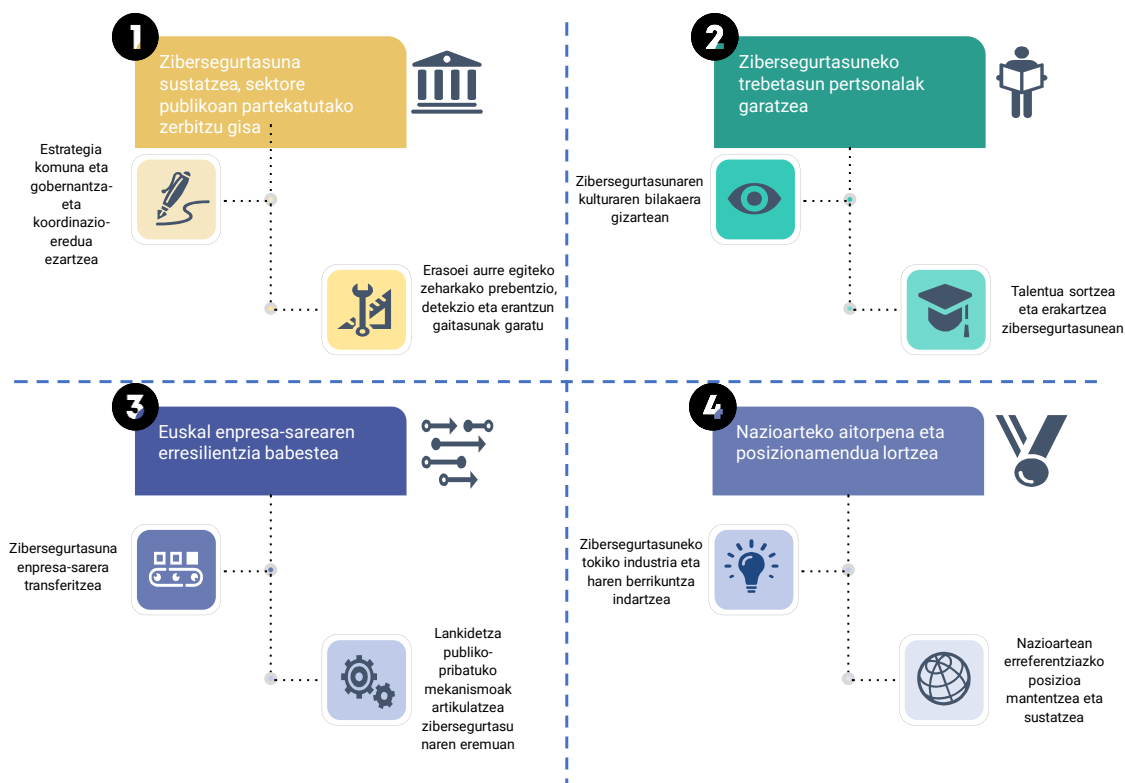 1
Zibersegurtasuna
sustatzea, sektore
publikoan partekatutako
zerbitzu gisa
Estrategia
komuna eta
gobernantza-
eta
koordinazio-
eredua
ezartzea
Erasoei aurre egiteko
zeharkako prebentzio,
detekzio eta erantzun
gaitasunak garatu
2
Zibersegurtasuneko
trebetasun pertsonalak
garatzea
Zibersegurtasunaren
kulturaren bilakaera
gizartean
Talentua sortzea
eta erakartzea
zibersegurtasunean
3
Euskal enpresa-sarearen
erresilientzia babestea
Zibersegurtasuna
enpresa-sarera
transferitzea
Lankidetza
publiko-
pribatuko
mekanismoak
artikulatzea
zibersegurtasu
naren eremuan
4
Nazioarteko aitorpena eta
posizionamendua lortzea
Zibersegurtasuneko
tokiko industria eta
haren berrikuntza
indartzea
Nazioartean
erreferentziazko
posizioa
mantentzea eta
sustatzea